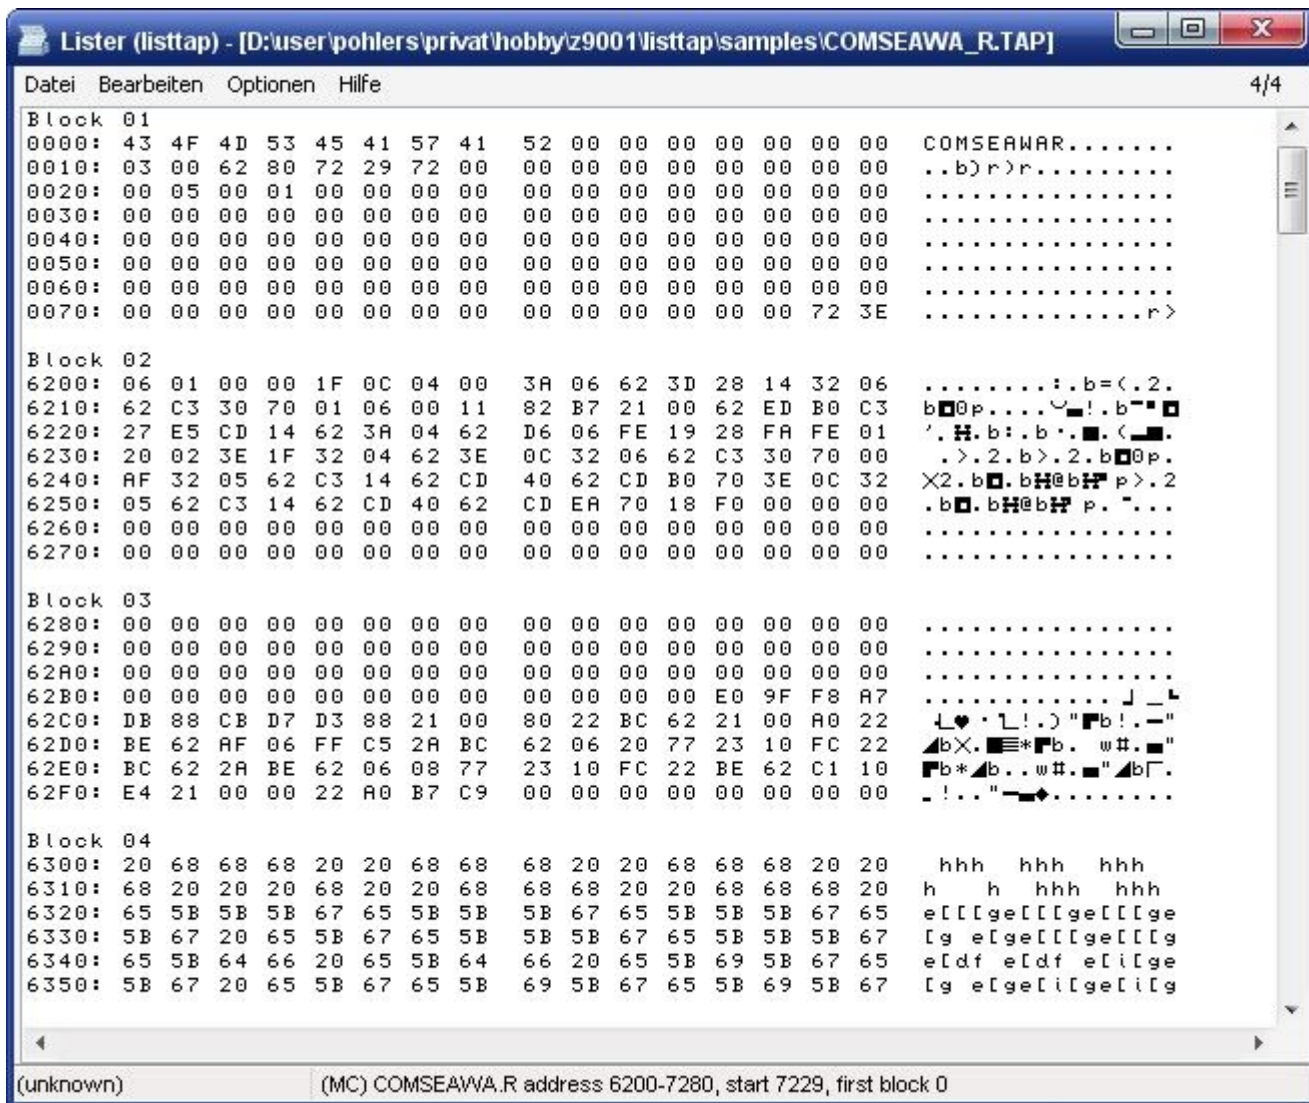 Lister (listtap) - [D:\user\pohlers\privat\hobby\z9001\listtap\samples\COMSEAWA_R.TAP]
Datei Bearbeiten Optionen Hilfe 4/4
Block 01
0000: 43 4F 4D 53 45 41 57 41 52 00 00 00 00 00 00 00 COMSEAWAR.......
0010: 03 00 62 80 72 29 72 00 00 00 00 00 00 00 00 00 ..b)r)r.........
0020: 00 05 00 01 00 00 00 00 00 00 00 00 00 00 00 00 ................
0030: 00 00 00 00 00 00 00 00 00 00 00 00 00 00 00 00 ................
0040: 00 00 00 00 00 00 00 00 00 00 00 00 00 00 00 00 ................
0050: 00 00 00 00 00 00 00 00 00 00 00 00 00 00 00 00 ................
0060: 00 00 00 00 00 00 00 00 00 00 00 00 00 00 00 00 ................
0070: 00 00 00 00 00 00 00 00 00 00 00 00 00 00 72 3E ..............r>
Block 02
6200: 06 01 00 00 1F 0C 04 00 3A 06 62 3D 28 14 32 06 ........:.b=(.2.
6210: 62 C3 30 70 01 06 00 11 82 B7 21 00 62 ED B0 C3
6220: 27 E5 CD 14 62 3A 04 62 D6 06 FE 19 28 FA FE 01
6230: 20 02 3E 1F 32 04 62 3E 0C 32 06 62 C3 30 70 00
6240: AF 32 05 62 C3 14 62 CD 40 62 CD B0 70 3E 0C 32
6250: 05 62 C3 14 62 CD 40 62 CD EA 70 18 F0 00 00 00
6260: 00 00 00 00 00 00 00 00 00 00 00 00 00 00 00 00 ................
6270: 00 00 00 00 00 00 00 00 00 00 00 00 00 00 00 00 ................
Block 03
6280: 00 00 00 00 00 00 00 00 00 00 00 00 00 00 00 00 ................
6290: 00 00 00 00 00 00 00 00 00 00 00 00 00 00 00 00 ................
62A0: 00 00 00 00 00 00 00 00 00 00 00 00 00 00 00 00 ................
62B0: 00 00 00 00 00 00 00 00 00 00 00 00 E0 9F F8 A7
62C0: DB 88 CB D7 D3 88 21 00 80 22 BC 62 21 00 A0 22
62D0: BE 62 AF 06 FF C5 2A BC 62 06 20 77 23 10 FC 22
62E0: BC 62 2A BE 62 06 08 77 23 10 FC 22 BE 62 C1 10
62F0: E4 21 00 00 22 A0 B7 C9 00 00 00 00 00 00 00 00
Block 04
6300: 20 68 68 68 20 20 68 68 68 20 20 68 68 68 20 20 hhh  hhh  hhh
6310: 68 20 20 20 68 20 20 68 68 68 20 20 68 68 68 20 h   h  hhh  hhh
6320: 65 5B 5B 5B 67 65 5B 5B 5B 67 65 5B 5B 5B 67 65 e[[[ge[[[ge[[[ge
6330: 5B 67 20 65 5B 67 65 5B 5B 5B 67 65 5B 5B 5B 67 [g e[ge[[[ge[[[g
6340: 65 5B 64 66 20 65 5B 64 66 20 65 5B 69 5B 67 65 e[df e[df e[i[ge
6350: 5B 67 20 65 5B 67 65 5B 69 5B 67 65 5B 69 5B 67 [g e[ge[i[ge[i[g
(unknown) (MC) COMSEAWA.R address 6200-7280, start 7229, first block 0